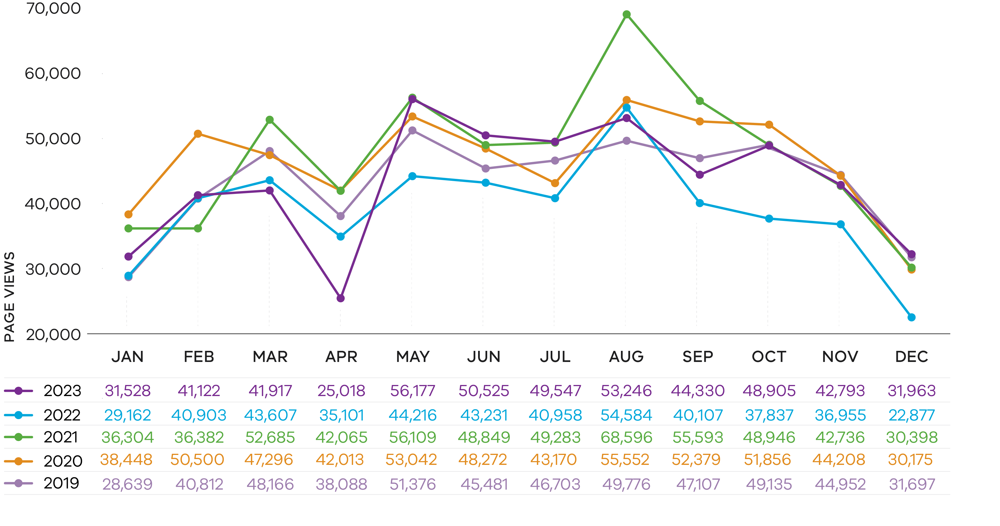 70,000
60,000
50,000
40,000
30,000
20,000
PAGE VIEWS
JAN FEB MAR APR MAY JUN JUL AUG SEP OCT NOV DEC
2023 31,528 41,122 41,917 25,018 56,177 50,525 49,547 53,246 44,330 48,905 42,793 31,963
2022 29,162 40,903 43,607 35,101 44,216 43,231 40,958 54,584 40,107 37,837 36,955 22,877
2021 36,304 36,382 52,685 42,065 56,109 48,849 49,283 68,596 55,593 48,946 42,736 30,398
2020 38,448 50,500 47,296 42,013 53,042 48,272 43,170 55,552 52,379 51,856 44,208 30,175
2019 28,639 40,812 48,166 38,088 51,376 45,481 46,703 49,776 47,107 49,135 44,952 31,697